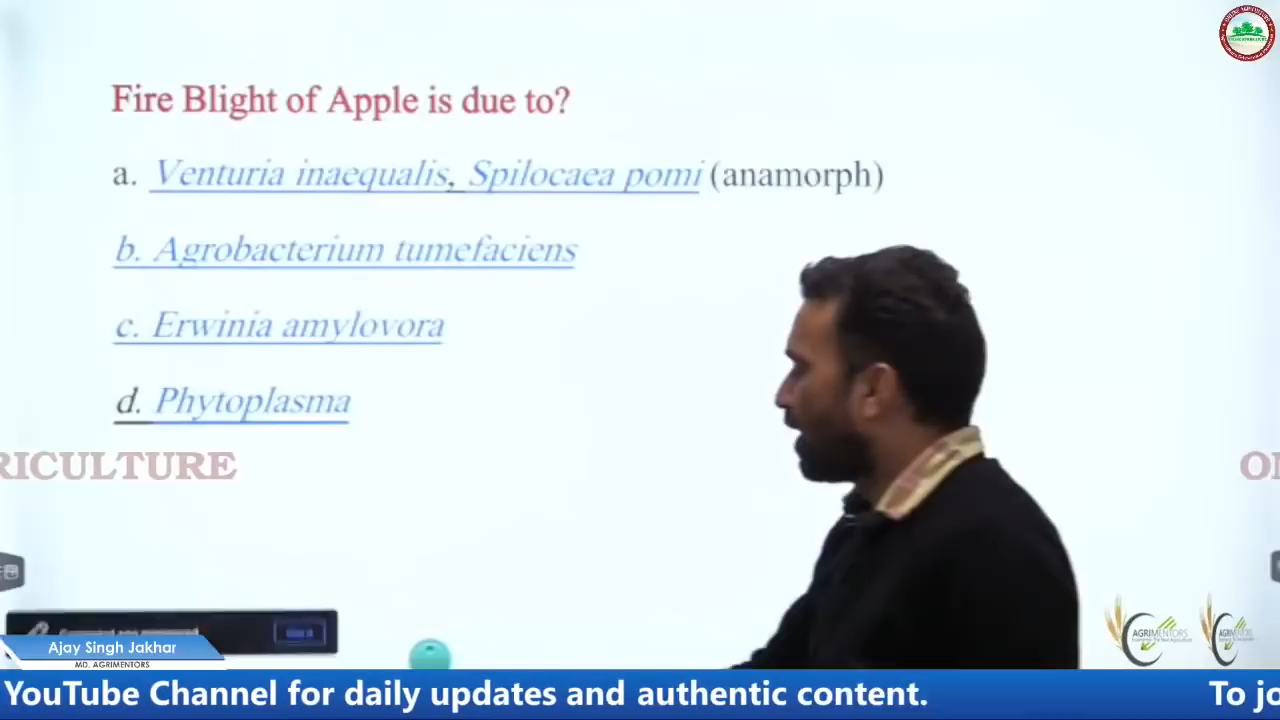 Fire Blight of Apple is due to?
a. Venturia inaequalis, Spilocaea pomi (anamorph)
b. Agrobacterium tumefaciens
c. Erwinia amylovora
d. Phytoplasma
RICULTURE
Ajay Singh Jakhar
MD. AGRIMENTORS
AGRIMENTORS
YouTube Channel for daily updates and authentic content.
To jo